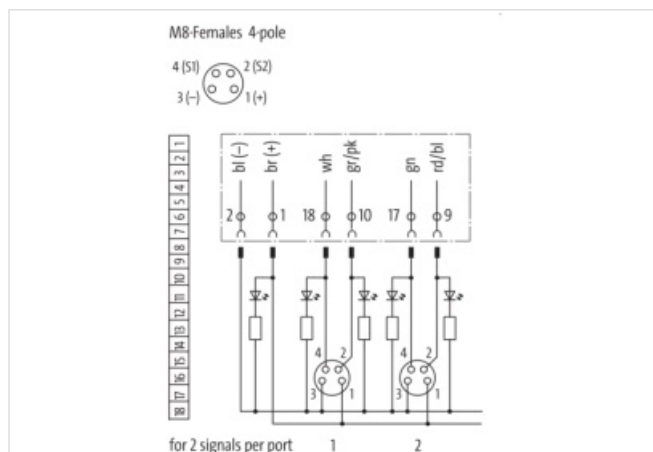 M8-Females 4-pole
4 (S1) 2 (S2)
3 (–) 1 (+)
1
2
3
4
5
6
7
8
9
10
11
12
13
14
15
16
17
18
bl (–) br (+) wh gr/pk gn rd/bl
2 1 18 10 17 9
4 2 4 2
3 1 3 1
for 2 signals per port 1 2